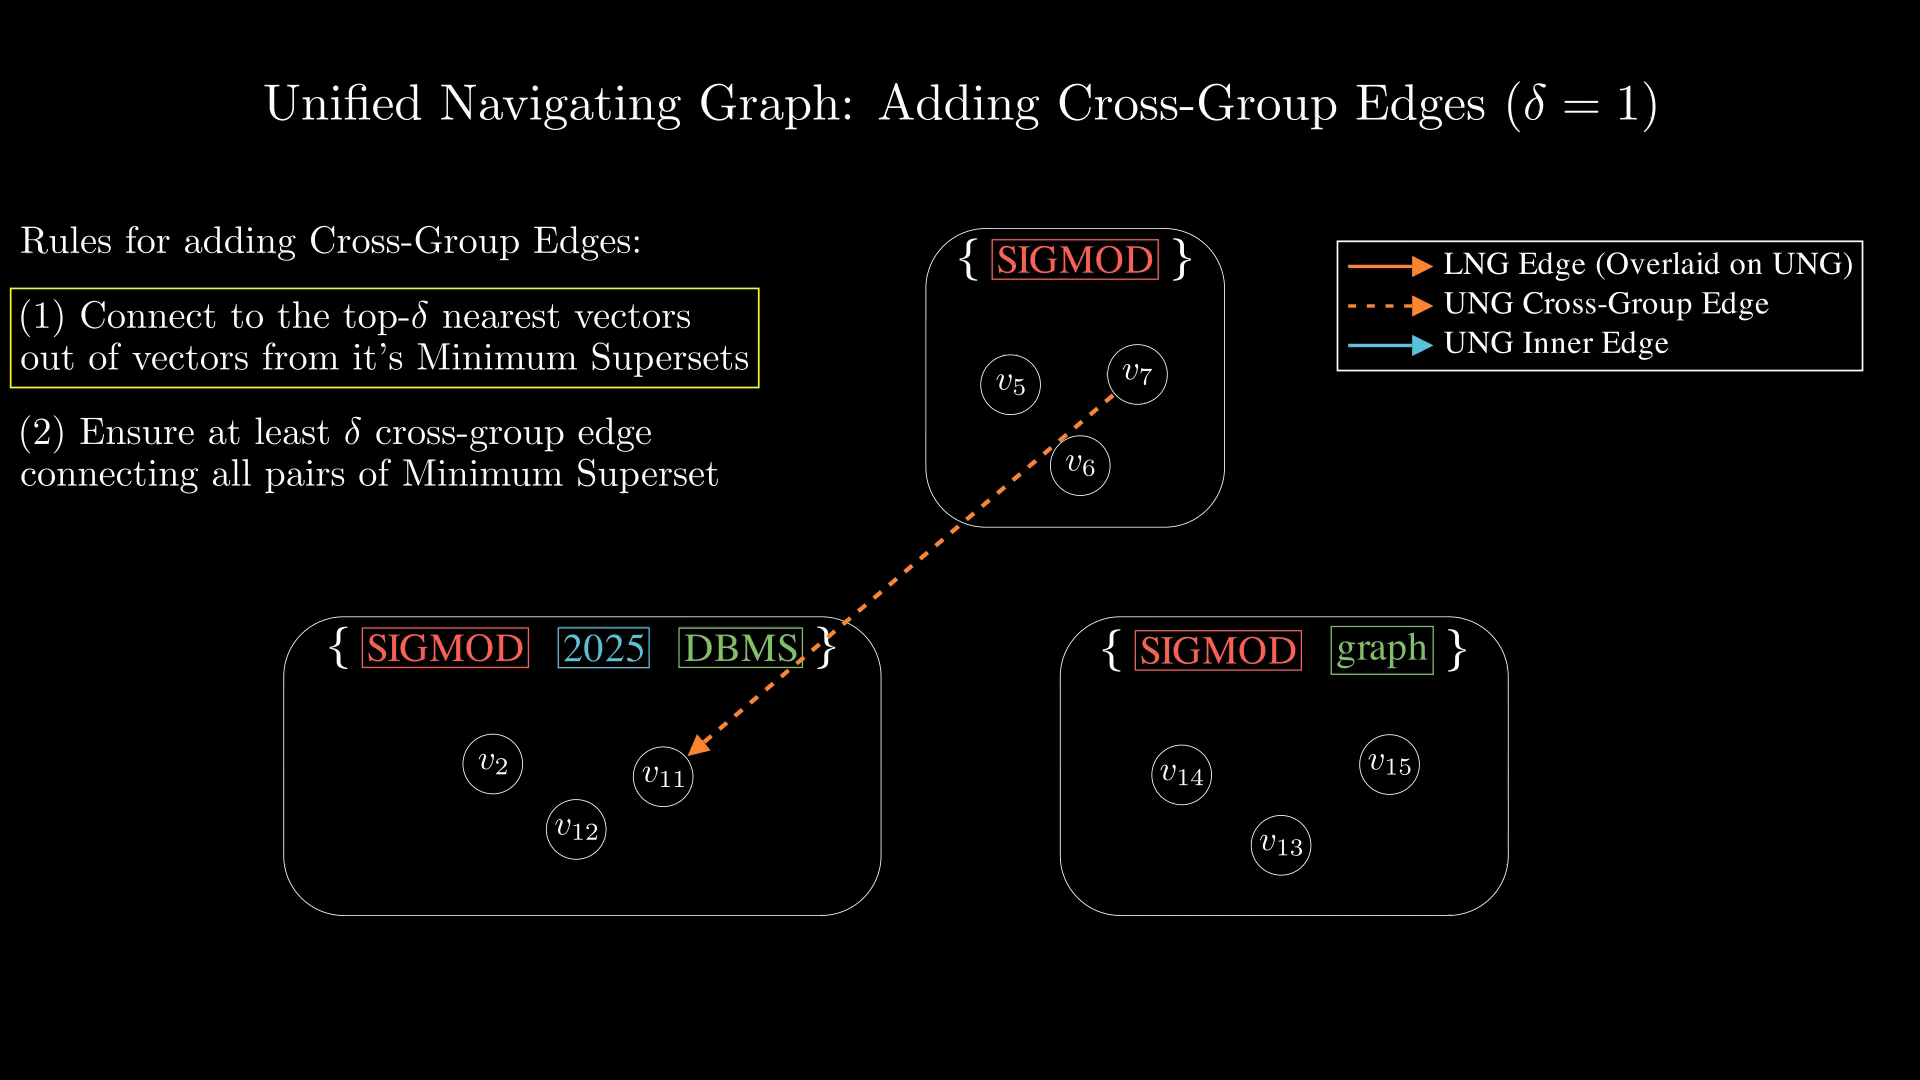 Unified Navigating Graph: Adding Cross-Group Edges (δ = 1)
Rules for adding Cross-Group Edges:
(1) Connect to the top-δ nearest vectors
out of vectors from it's Minimum Supersets
(2) Ensure at least δ cross-group edge
connecting all pairs of Minimum Superset
{ SIGMOD }
v5
v7
v6
LNG Edge (Overlaid on UNG)
UNG Cross-Group Edge
UNG Inner Edge
{ SIGMOD 2025 DBMS }
v2
v11
v12
{ SIGMOD graph }
v14
v15
v13